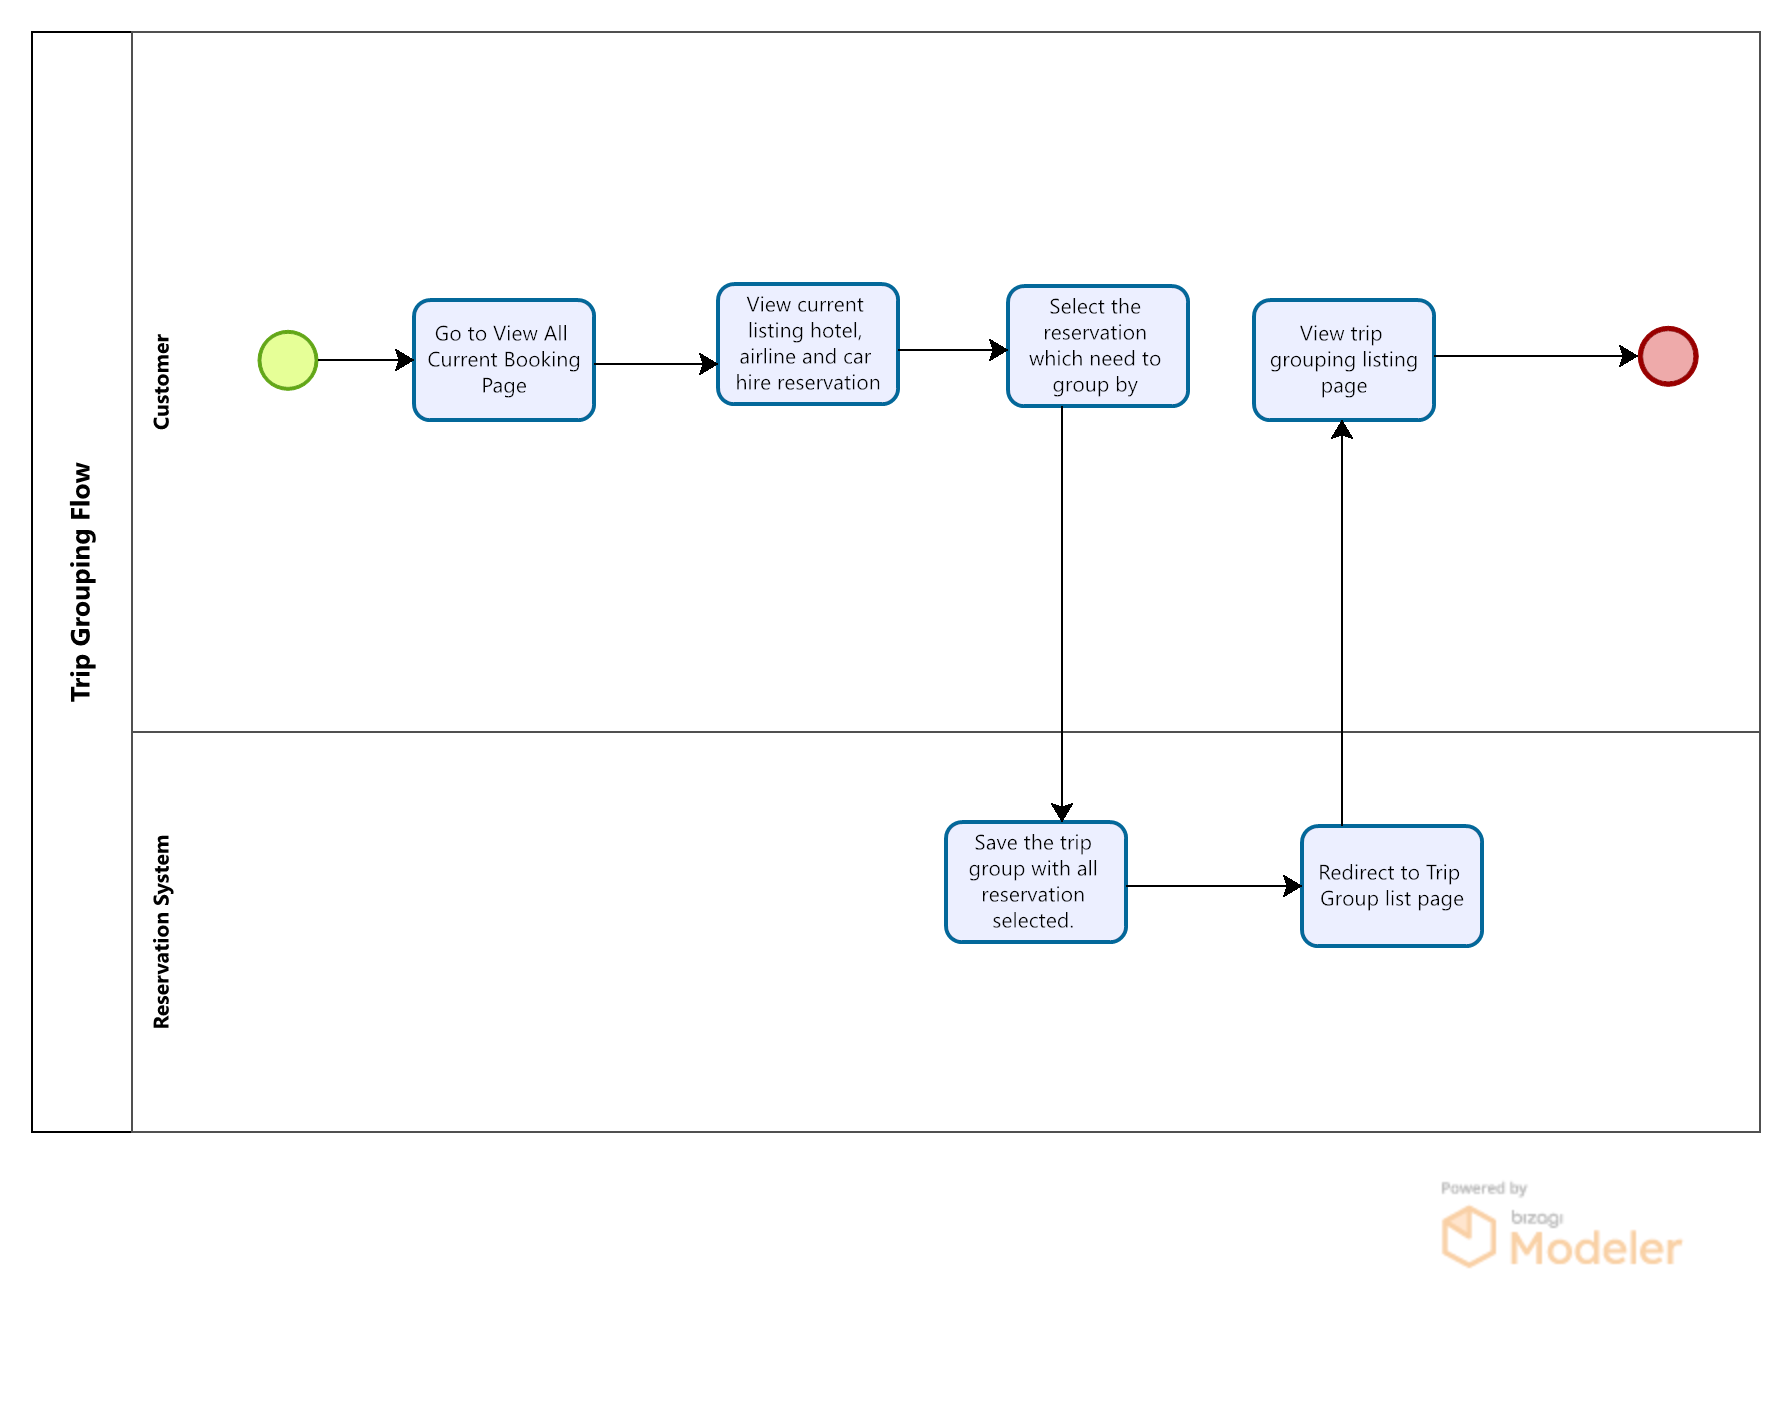 Trip Grouping Flow
Customer
Go to View All
Current Booking
Page
View current
listing hotel,
airline and car
hire reservation
Select the
reservation
which need to
group by
View trip
grouping listing
page
Reservation System
Save the trip
group with all
reservation
selected.
Redirect to Trip
Group list page
Powered by
bizagi
Modeler